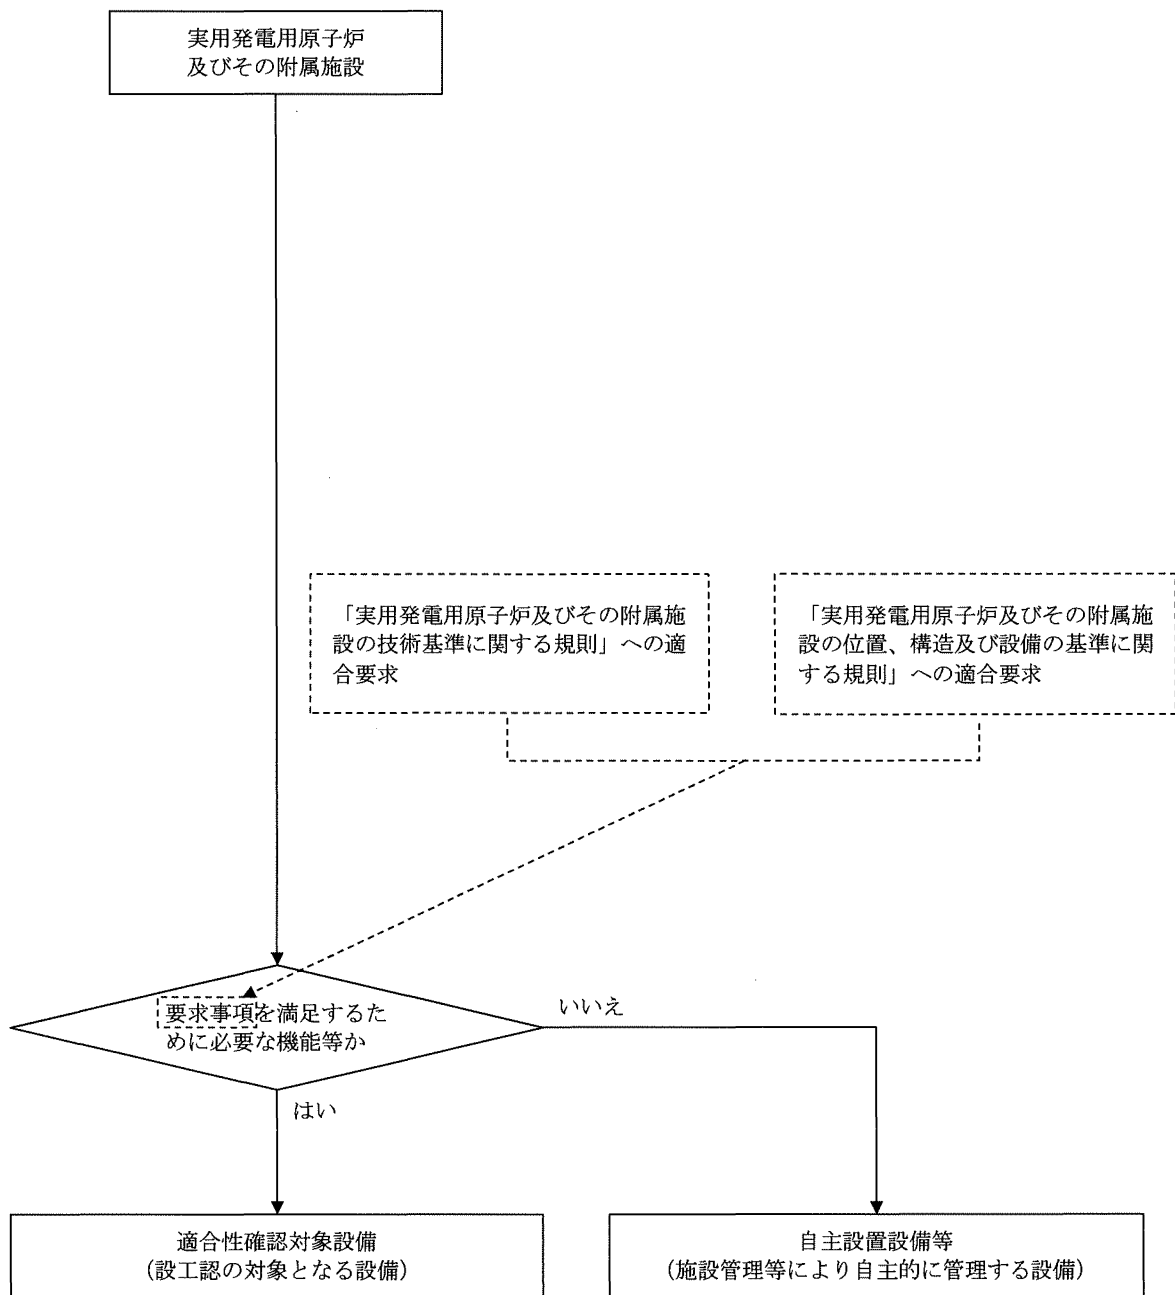 実用発電用原子炉
及びその附属施設
「実用発電用原子炉及びその附属施
設の技術基準に関する規則」への適
合要求
「実用発電用原子炉及びその附属施
設の位置、構造及び設備の基準に関
する規則」への適合要求
要求事項を満足するた
めに必要な機能等か
いいえ
はい
適合性確認対象設備
（設工認の対象となる設備）
自主設置設備等
（施設管理等により自主的に管理する設備）